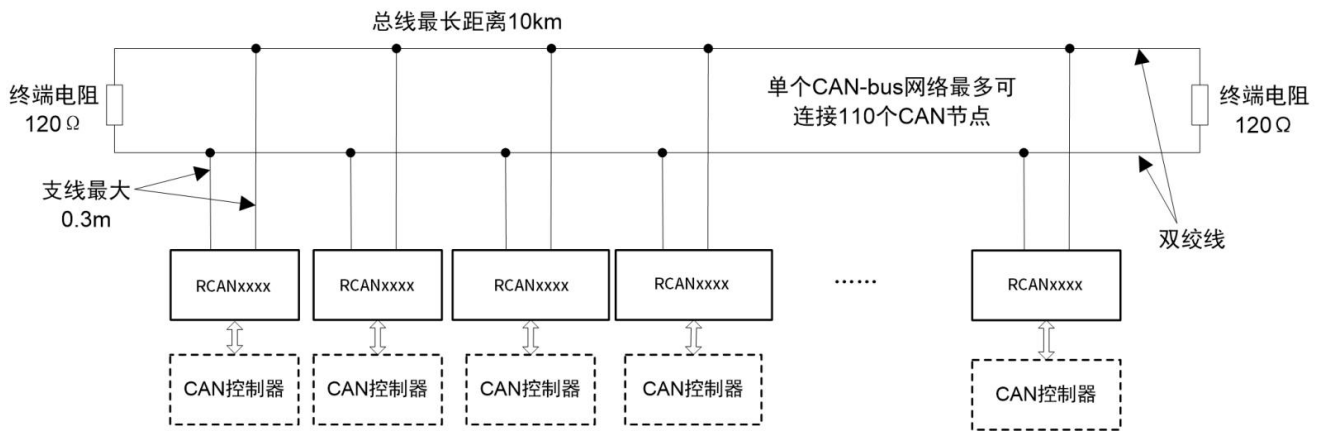 总线最长距离10km
单个CAN-bus网络最多可
连接110个CAN节点
终端电阻
120Ω
终端电阻
120Ω
支线最大
0.3m
双绞线
RCANxxxx
RCANxxxx
RCANxxxx
RCANxxxx
……
RCANxxxx
CAN控制器
CAN控制器
CAN控制器
CAN控制器
CAN控制器